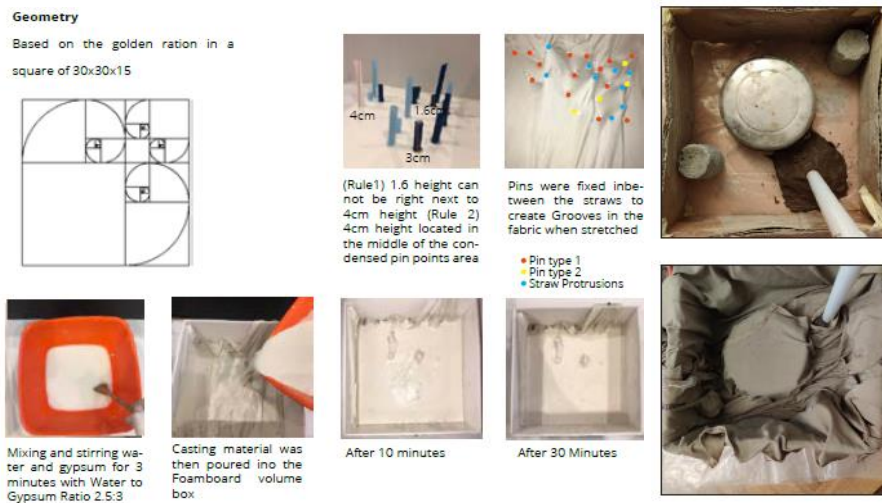 Geometry
Based on the golden ration in a
square of 30x30x15
4cm
1.6c
3cm
(Rule1) 1.6 height can
not be right next to
4cm height (Rule 2)
4cm height located in
the middle of the con-
densed pin points area
Pins were fixed inbe-
tween the straws to
create Grooves in the
fabric when stretched
Pin type 1
Pin type 2
Straw Protrusions
Mixing and stirring wa-
ter and gypsum for 3
minutes with Water to
Gypsum Ratio 2.5:3
Casting material was
then poured ino the
Foamboard volume
box
After 10 minutes
After 30 Minutes